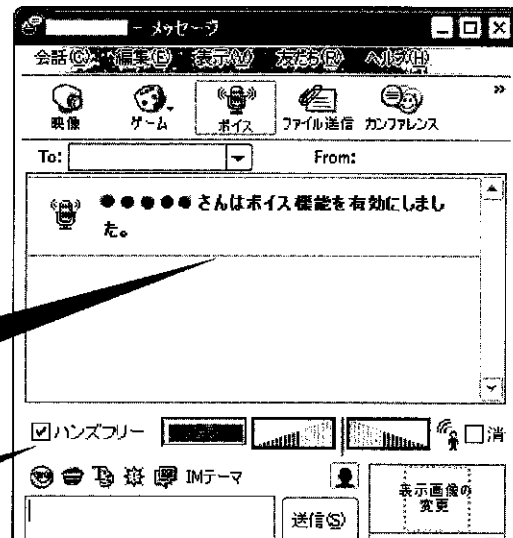 - メッセージ
会話(C) 編集(E) 表示(V) 友だち(R) ヘルプ(H)
映像 ゲーム ボイス ファイル送信 カンファレンス »
To: From:
●●●●●さんはボイス機能を有効にしまし
た。
ハンズフリー 消
IMテーマ
表示画像の
変更
送信(S)